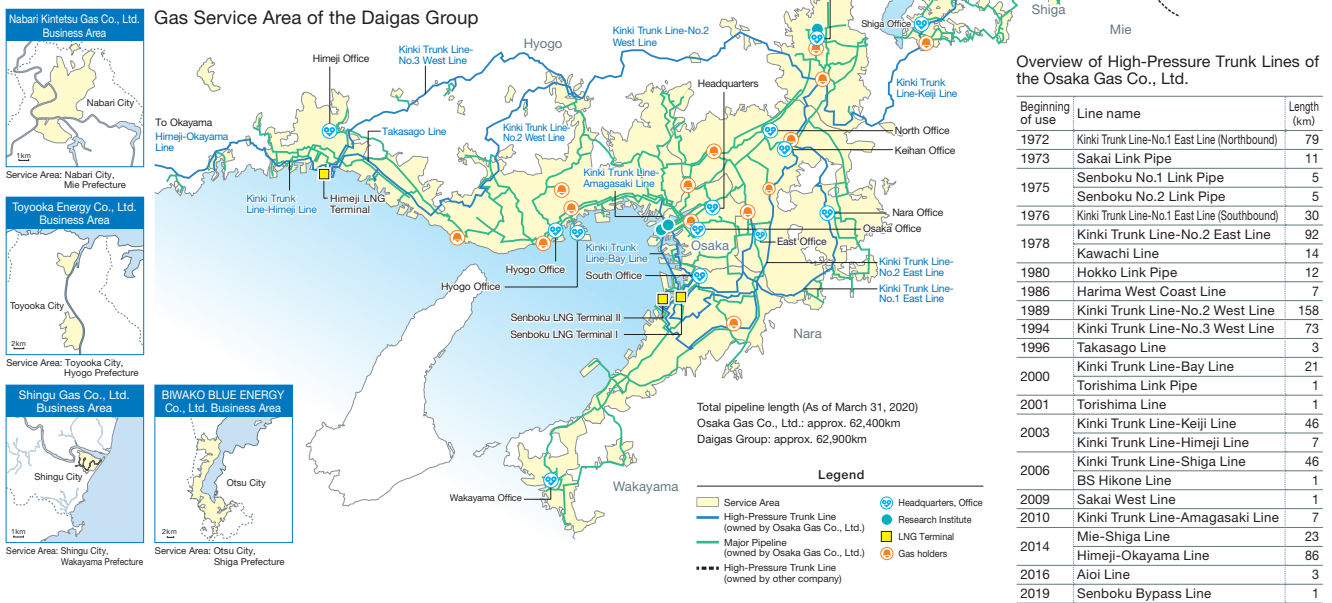 Nabari Kintetsu Gas Co., Ltd.
Business Area
Nabari City
1km
Service Area: Nabari City,
Mie Prefecture
Toyooka Energy Co., Ltd.
Business Area
Toyooka City
2km
Service Area: Toyooka City,
Hyogo Prefecture
Shingu Gas Co., Ltd.
Business Area
Shingu City
1km
Service Area: Shingu City,
Wakayama Prefecture
BIWAKO BLUE ENERGY
Co., Ltd. Business Area
Otsu City
2km
Service Area: Otsu City,
Shiga Prefecture
Gas Service Area of the Daigas Group
Hyogo
Kinki Trunk Line-No.2
West Line
Shiga Office
Shiga
Mie
Himeji Office
Kinki Trunk Line-
No.3 West Line
Headquarters
Kinki Trunk
Line-Keiji Line
To Okayama
Himeji-Okayama
Line
Takasago Line
Kinki Trunk Line-
No.2 West Line
North Office
Keihan Office
Kinki Trunk Line-
Amagasaki Line
Kinki Trunk
Line-Himeji Line
Himeji LNG
Terminal
Nara Office
Osaka Office
Osaka
East Office
Kinki Trunk
Line-Bay Line
Hyogo Office
South Office
Kinki Trunk Line-
No.2 East Line
Hyogo Office
Kinki Trunk Line-
No.1 East Line
Senboku LNG Terminal II
Senboku LNG Terminal I
Nara
Wakayama Office
Wakayama
Total pipeline length (As of March 31, 2020)
Osaka Gas Co., Ltd.: approx. 62,400km
Daigas Group: approx. 62,900km
Legend
Service Area
High-Pressure Trunk Line
(owned by Osaka Gas Co., Ltd.)
Major Pipeline
(owned by Osaka Gas Co., Ltd.)
High-Pressure Trunk Line
(owned by other company)
Headquarters, Office
Research Institute
LNG Terminal
Gas holders
Overview of High-Pressure Trunk Lines of
the Osaka Gas Co., Ltd.
Beginning of use Line name Length (km)
1972 Kinki Trunk Line-No.1 East Line (Northbound) 79
1973 Sakai Link Pipe 11
1975 Senboku No.1 Link Pipe 5
Senboku No.2 Link Pipe 5
1976 Kinki Trunk Line-No.1 East Line (Southbound) 30
1978 Kinki Trunk Line-No.2 East Line 92
Kawachi Line 14
1980 Hokko Link Pipe 12
1986 Harima West Coast Line 7
1989 Kinki Trunk Line-No.2 West Line 158
1994 Kinki Trunk Line-No.3 West Line 73
1996 Takasago Line 3
2000 Kinki Trunk Line-Bay Line 21
Torishima Link Pipe 1
2001 Torishima Line 1
2003 Kinki Trunk Line-Keiji Line 46
Kinki Trunk Line-Himeji Line 7
2006 Kinki Trunk Line-Shiga Line 46
BS Hikone Line 1
2009 Sakai West Line 1
2010 Kinki Trunk Line-Amagasaki Line 7
2014 Mie-Shiga Line 23
Himeji-Okayama Line 86
2016 Aioi Line 3
2019 Senboku Bypass Line 1